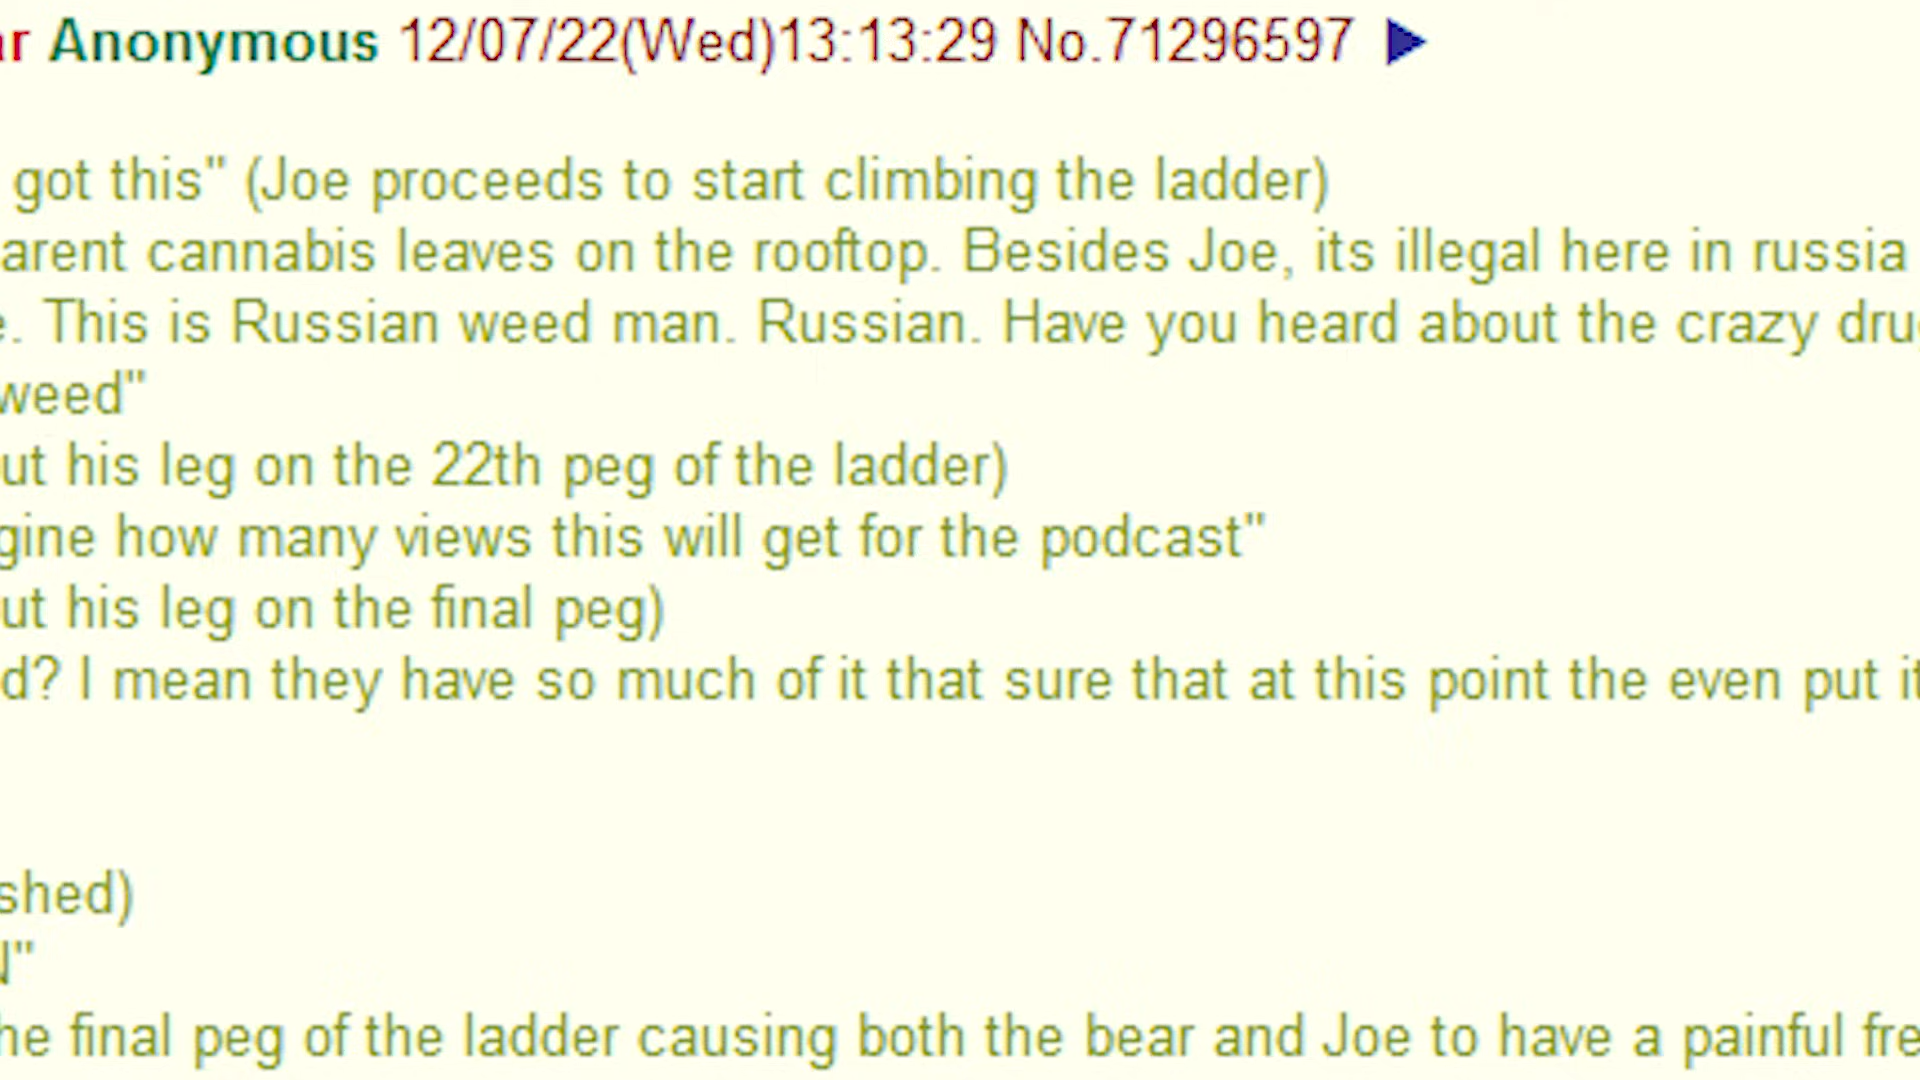 ar Anonymous 12/07/22(Wed)13:13:29 No.71296597 ▶
got this" (Joe proceeds to start climbing the ladder)
arent cannabis leaves on the rooftop. Besides Joe, its illegal here in russia
e. This is Russian weed man. Russian. Have you heard about the crazy dru
weed"
ut his leg on the 22th peg of the ladder)
gine how many views this will get for the podcast"
ut his leg on the final peg)
d? I mean they have so much of it that sure that at this point the even put it
shed)
N"
he final peg of the ladder causing both the bear and Joe to have a painful fre